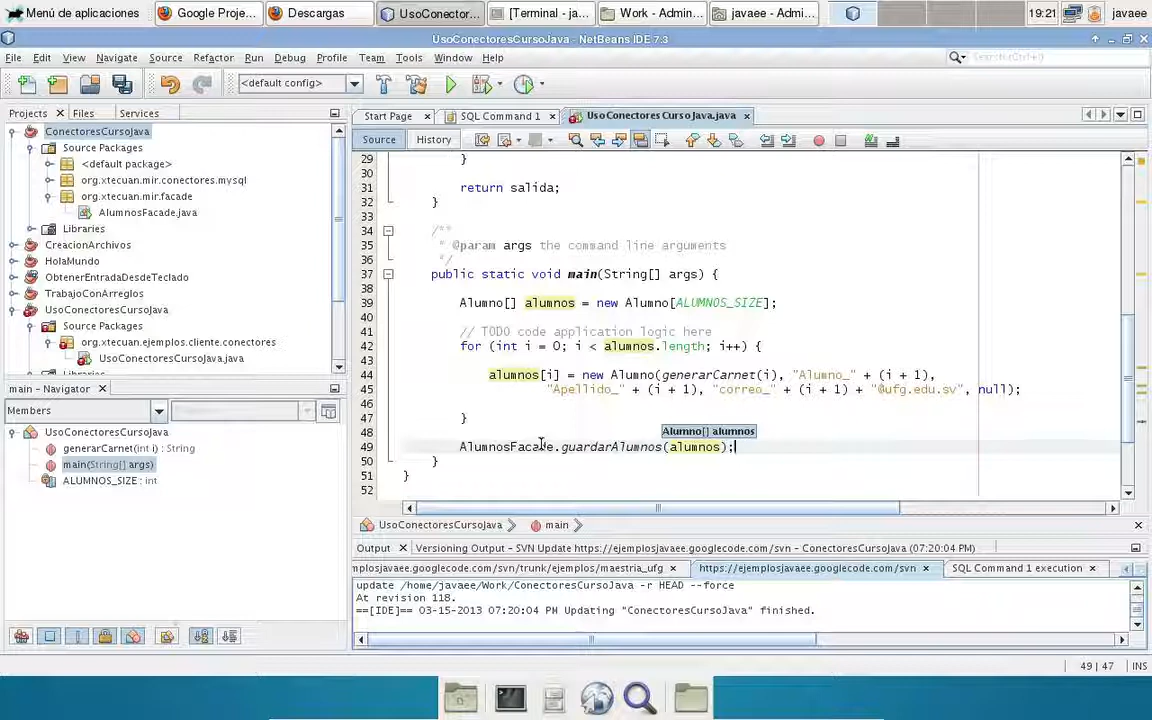 Menú de aplicaciones
Google Proje...
Descargas
UsoConector...
[Terminal - ja...
Work - Admin...
javaee - Admi...
19:21
javaee
UsoConectoresCursoJava - NetBeans IDE 7.3
File Edit View Navigate Source Refactor Run Debug Profile Team Tools Window Help
Search (Ctrl+I)
<default config>
Projects
Files
Services
Start Page
SQL Command 1
UsoConectoresCursoJava.java
Source
History
ConectoresCursoJava
Source Packages
<default package>
org.xtecuan.mir.conectores.mysql
org.xtecuan.mir.facade
AlumnosFacade.java
Libraries
CreacionArchivos
HolaMundo
ObtenerEntradaDesdeTeclado
TrabajoConArreglos
UsoConectoresCursoJava
Source Packages
org.xtecuan.ejemplos.cliente.conectores
UsoConectoresCursoJava.java
Libraries
main - Navigator
Members
UsoConectoresCursoJava
generarCarnet(int i) : String
main(String[] args)
ALUMNOS_SIZE : int
29 }
30
31 return salida;
32 }
33
34 /**
35 * @param args the command line arguments
36 */
37 public static void main(String[] args) {
38
39 Alumno[] alumnos = new Alumno[ALUMNOS_SIZE];
40
41 // TODO code application logic here
42 for (int i = 0; i < alumnos.length; i++) {
43
44 alumnos[i] = new Alumno(generarCarnet(i), "Alumno_" + (i + 1),
45 "Apellido_" + (i + 1), "correo_" + (i + 1) + "@ufg.edu.sv", null);
46
47 }
48 Alumno[] alumnos
49 AlumnosFacade.guardarAlumnos(alumnos);
50 }
51 }
52
UsoConectoresCursoJava
main
Output
Versioning Output - SVN Update https://ejemplosjavaee.googlecode.com/svn - ConectoresCursoJava (07:20:04 PM)
mplosjavaee.googlecode.com/svn/trunk/ejemplos/maestria_ufg
https://ejemplosjavaee.googlecode.com/svn
SQL Command 1 execution
update /home/javaee/Work/ConectoresCursoJava -r HEAD --force
At revision 118.
==[IDE]== 03-15-2013 07:20:04 PM Updating "ConectoresCursoJava" finished.
49 | 47
INS